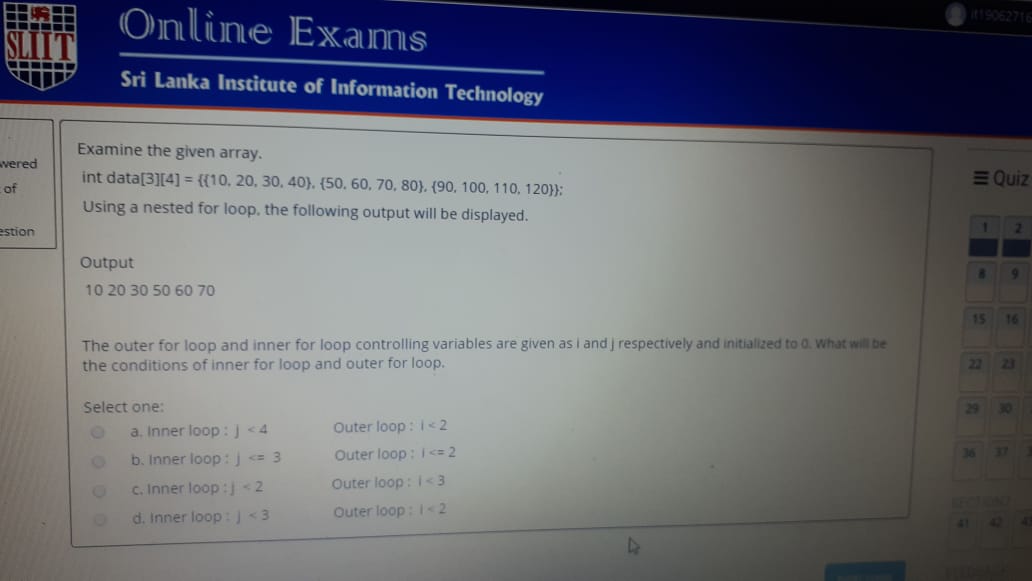 SLIIT
Online Exams
Sri Lanka Institute of Information Technology
wered
of
estion
Examine the given array.
int data[3][4] = {{10, 20, 30, 40}, {50, 60, 70, 80}, {90, 100, 110, 120}};
Using a nested for loop, the following output will be displayed.
Output
10 20 30 50 60 70
The outer for loop and inner for loop controlling variables are given as i and j respectively and initialized to 0. What will be
the conditions of inner for loop and outer for loop.
Select one:
a. Inner loop : j < 4 Outer loop : i < 2
b. Inner loop : j <= 3 Outer loop : i <= 2
c. Inner loop : j < 2 Outer loop : i < 3
d. Inner loop : j < 3 Outer loop : i < 2
Quiz
1 2
8 9
15 16
22 23
29 30
36 37
41 42